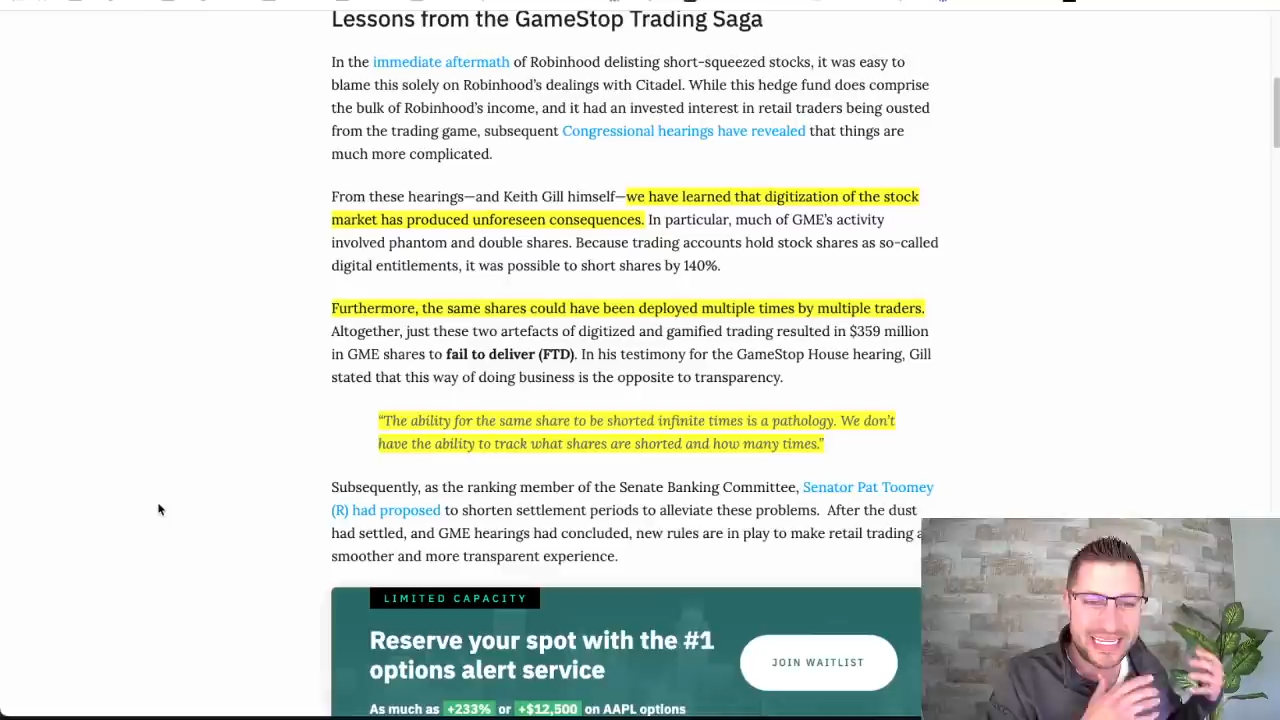 Lessons from the GameStop Trading Saga
In the immediate aftermath of Robinhood delisting short-squeezed stocks, it was easy to
blame this solely on Robinhood’s dealings with Citadel. While this hedge fund does comprise
the bulk of Robinhood’s income, and it had an invested interest in retail traders being ousted
from the trading game, subsequent Congressional hearings have revealed that things are
much more complicated.
From these hearings—and Keith Gill himself—we have learned that digitization of the stock
market has produced unforeseen consequences. In particular, much of GME’s activity
involved phantom and double shares. Because trading accounts hold stock shares as so-called
digital entitlements, it was possible to short shares by 140%.
Furthermore, the same shares could have been deployed multiple times by multiple traders.
Altogether, just these two artefacts of digitized and gamified trading resulted in $359 million
in GME shares to fail to deliver (FTD). In his testimony for the GameStop House hearing, Gill
stated that this way of doing business is the opposite to transparency.
“The ability for the same share to be shorted infinite times is a pathology. We don’t
have the ability to track what shares are shorted and how many times.”
Subsequently, as the ranking member of the Senate Banking Committee, Senator Pat Toomey
(R) had proposed to shorten settlement periods to alleviate these problems. After the dust
had settled, and GME hearings had concluded, new rules are in play to make retail trading a
smoother and more transparent experience.
LIMITED CAPACITY
Reserve your spot with the #1
options alert service
JOIN WAITLIST
As much as +233% or +$12,500 on AAPL options